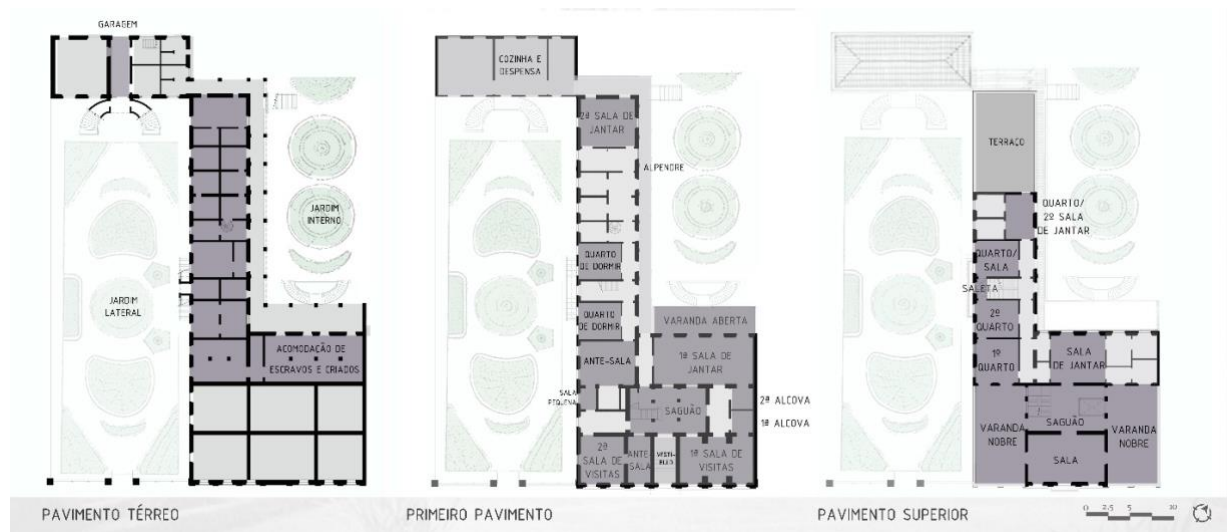 GARAGEM
JARDIM
INTERNO
JARDIM
LATERAL
ACOMODAÇÃO DE
ESCRAVOS E CRIADOS
PAVIMENTO TÉRREO
COZINHA E
DESPENSA
2ª SALA DE
JANTAR
ALPENDRE
QUARTO
DE DORMIR
QUARTO
DE DORMIR
VARANDA ABERTA
ANTE-SALA
1ª SALA DE
JANTAR
SALA
PEQUENA
SAGUÃO
2ª ALCOVA
1ª ALCOVA
2ª
SALA DE
VISITAS
ANTE
SALA
1ª SALA DE
VISITAS
PRIMEIRO PAVIMENTO
TERRAÇO
QUARTO/
2ª SALA
DE JANTAR
QUARTO/
SALA
SALETA
2º
QUARTO
1º
QUARTO
SALA
DE JANTAR
SAGUÃO
VARANDA
NOBRE
VARANDA
NOBRE
SALA
PAVIMENTO SUPERIOR
0 2,5 5 10